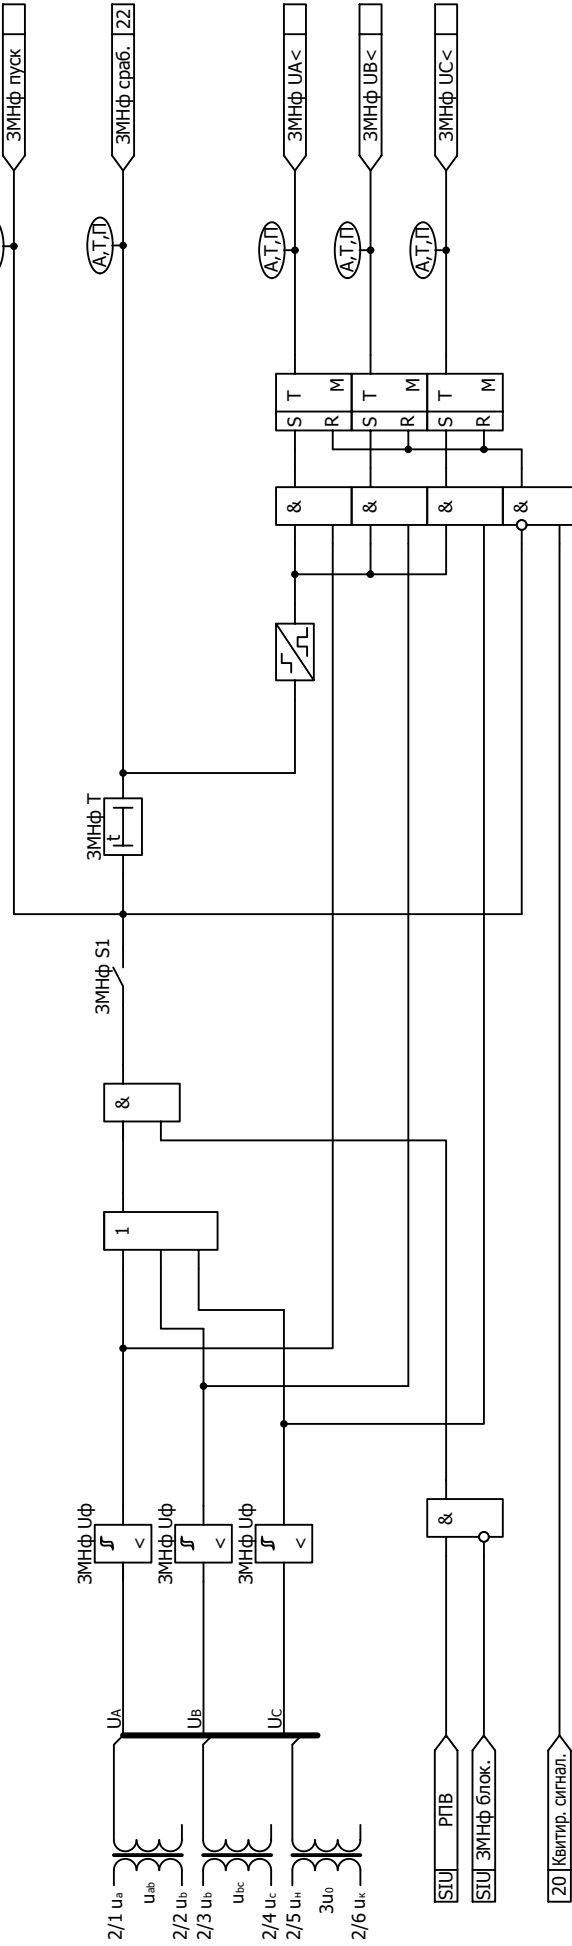 ЗМНф пуск
ЗМНф сраб. 22
ЗМНф UA<
ЗМНф UB<
ЗМНф UC<
А,Т,П
А,Т,П
А,Т,П
А,Т,П
S T
R M
S T
R M
S T
R M
&
&
&
&
ЗМНф T
t
ЗМНф S1
&
1
ЗМНф Uф
<
ЗМНф Uф
<
ЗМНф Uф
<
&
UA
UB
UC
2/1 ua
uab
2/2 ub
2/3 ub
ubc
2/4 uc
2/5 uн
3u0
2/6 uк
SIU РПВ
SIU ЗМНф блок.
20 Квитир. сигнал.